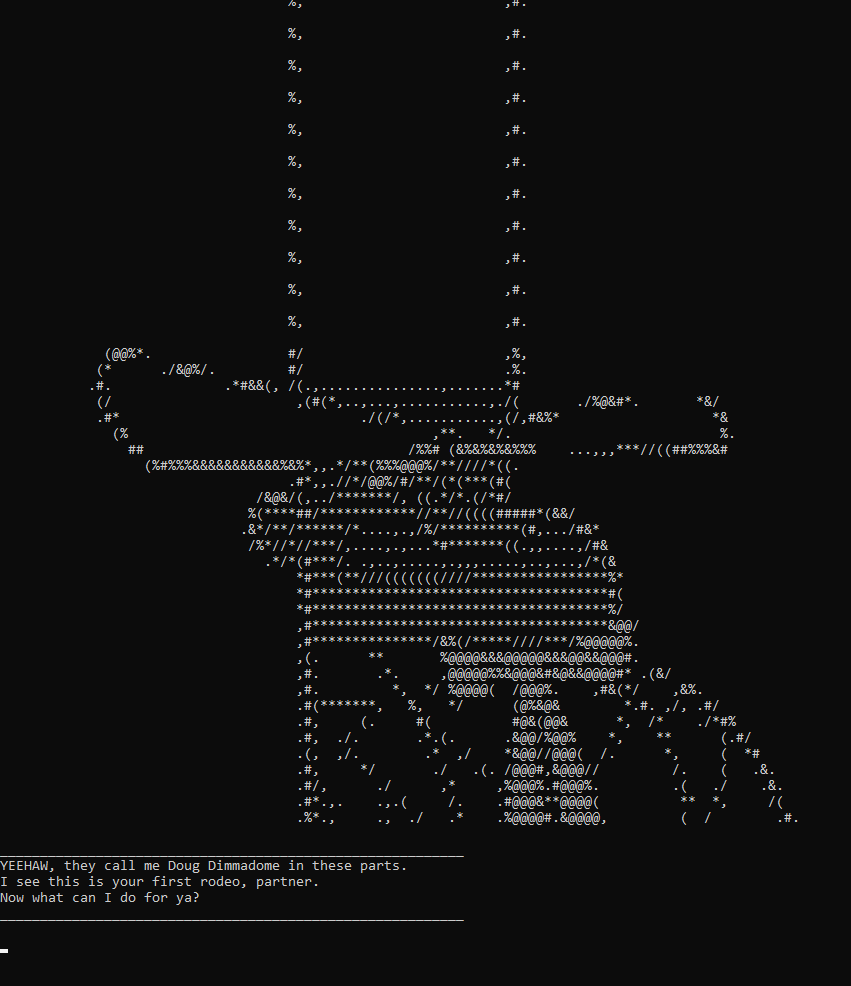 YEEHAW, they call me Doug Dimmadome in these parts.
I see this is your first rodeo, partner.
Now what can I do for ya?